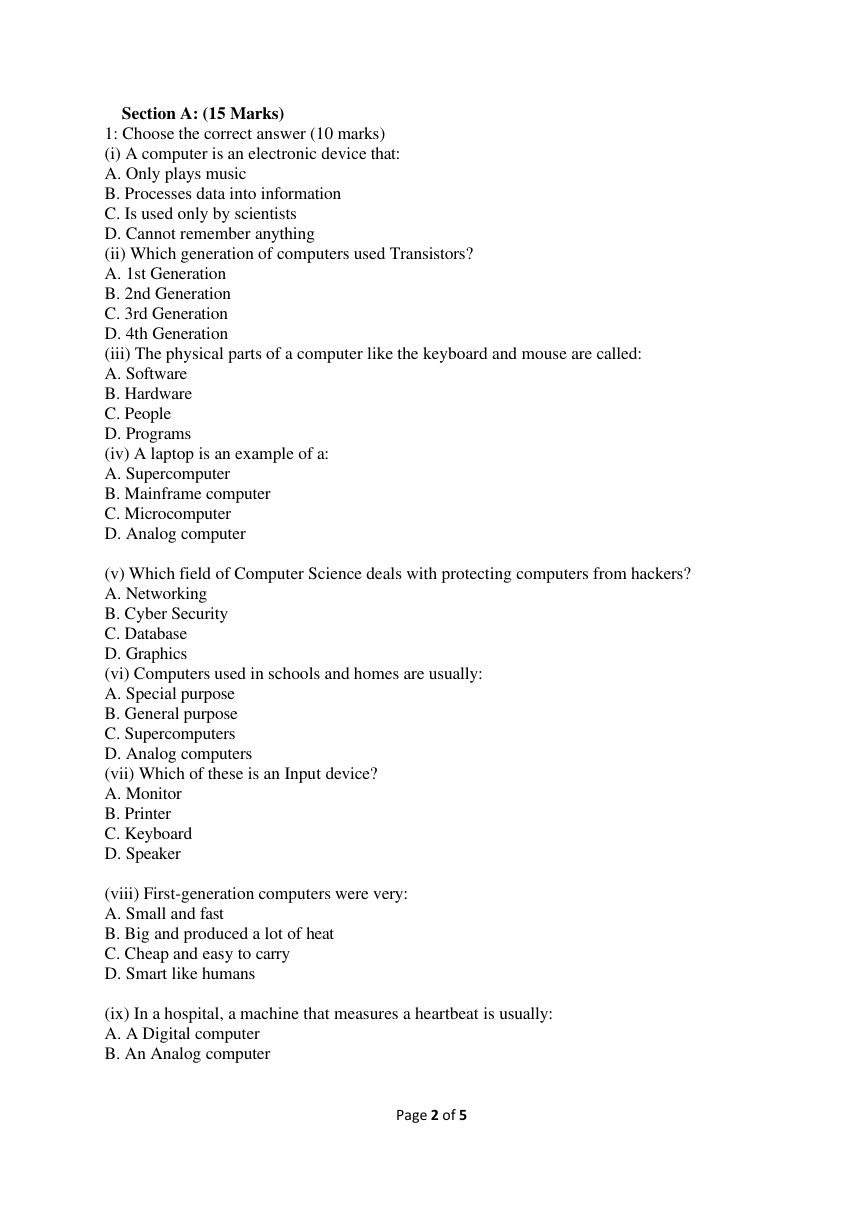 Section A: (15 Marks)
1: Choose the correct answer (10 marks)
(i) A computer is an electronic device that:
A. Only plays music
B. Processes data into information
C. Is used only by scientists
D. Cannot remember anything
(ii) Which generation of computers used Transistors?
A. 1st Generation
B. 2nd Generation
C. 3rd Generation
D. 4th Generation
(iii) The physical parts of a computer like the keyboard and mouse are called:
A. Software
B. Hardware
C. People
D. Programs
(iv) A laptop is an example of a:
A. Supercomputer
B. Mainframe computer
C. Microcomputer
D. Analog computer
(v) Which field of Computer Science deals with protecting computers from hackers?
A. Networking
B. Cyber Security
C. Database
D. Graphics
(vi) Computers used in schools and homes are usually:
A. Special purpose
B. General purpose
C. Supercomputers
D. Analog computers
(vii) Which of these is an Input device?
A. Monitor
B. Printer
C. Keyboard
D. Speaker
(viii) First-generation computers were very:
A. Small and fast
B. Big and produced a lot of heat
C. Cheap and easy to carry
D. Smart like humans
(ix) In a hospital, a machine that measures a heartbeat is usually:
A. A Digital computer
B. An Analog computer
Page 2 of 5